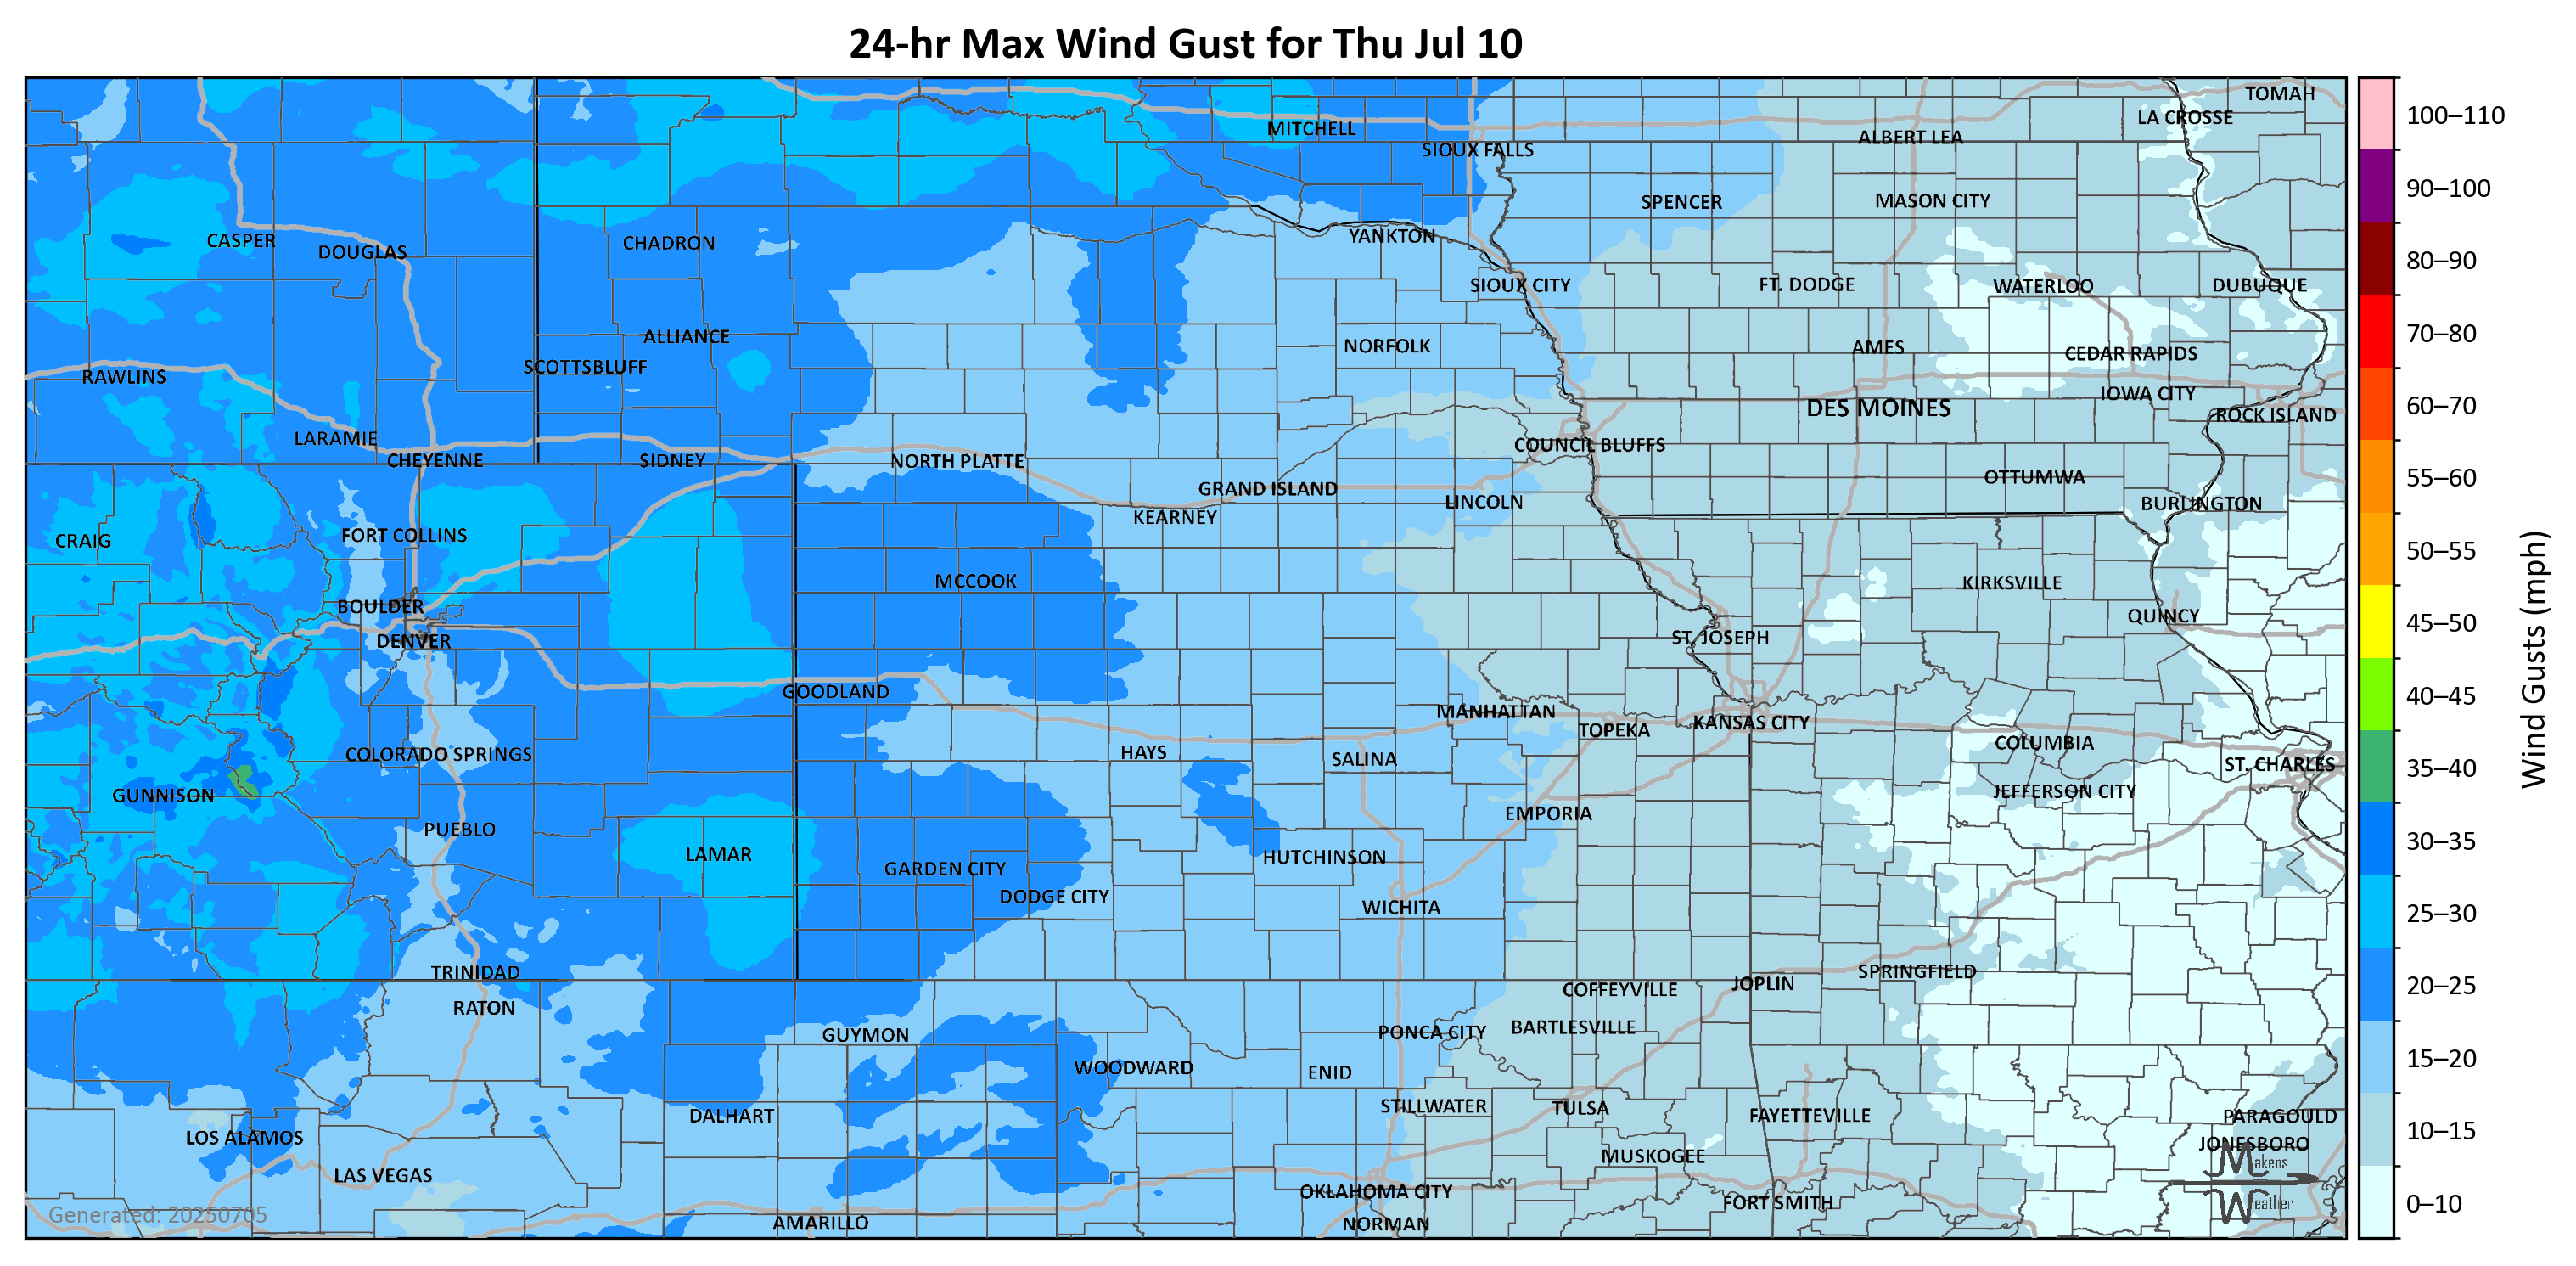 24-hr Max Wind Gust for Thu Jul 10
TOMAH
LA CROSSE
MITCHELL
ALBERT LEA
SIOUX FALLS
SPENCER
MASON CITY
CASPER
DOUGLAS
CHADRON
YANKTON
SIOUX CITY
FT. DODGE
WATERLOO
DUBUQUE
ALLIANCE
NORFOLK
AMES
CEDAR RAPIDS
SCOTTSBLUFF
RAWLINS
IOWA CITY
DES MOINES
ROCK ISLAND
LARAMIE
COUNCIL BLUFFS
CHEYENNE
SIDNEY
NORTH PLATTE
OTTUMWA
GRAND ISLAND
LINCOLN
BURLINGTON
KEARNEY
FORT COLLINS
CRAIG
MCCOOK
KIRKSVILLE
BOULDER
QUINCY
DENVER
ST. JOSEPH
GOODLAND
MANHATTAN
KANSAS CITY
TOPEKA
COLUMBIA
HAYS
COLORADO SPRINGS
SALINA
ST. CHARLES
JEFFERSON CITY
GUNNISON
EMPORIA
PUEBLO
LAMAR
HUTCHINSON
GARDEN CITY
DODGE CITY
WICHITA
TRINIDAD
SPRINGFIELD
JOPLIN
COFFEYVILLE
RATON
BARTLESVILLE
PONCA CITY
GUYMON
WOODWARD
ENID
STILLWATER
TULSA
DALHART
FAYETTEVILLE
PARAGOULD
LOS ALAMOS
JONESBORO
MUSKOGEE
LAS VEGAS
OKLAHOMA CITY
FORT SMITH
AMARILLO
NORMAN
Generated: 20250705
Makens
Weather
100–110
90–100
80–90
70–80
60–70
55–60
50–55
45–50
40–45
35–40
30–35
25–30
20–25
15–20
10–15
0–10
Wind Gusts (mph)